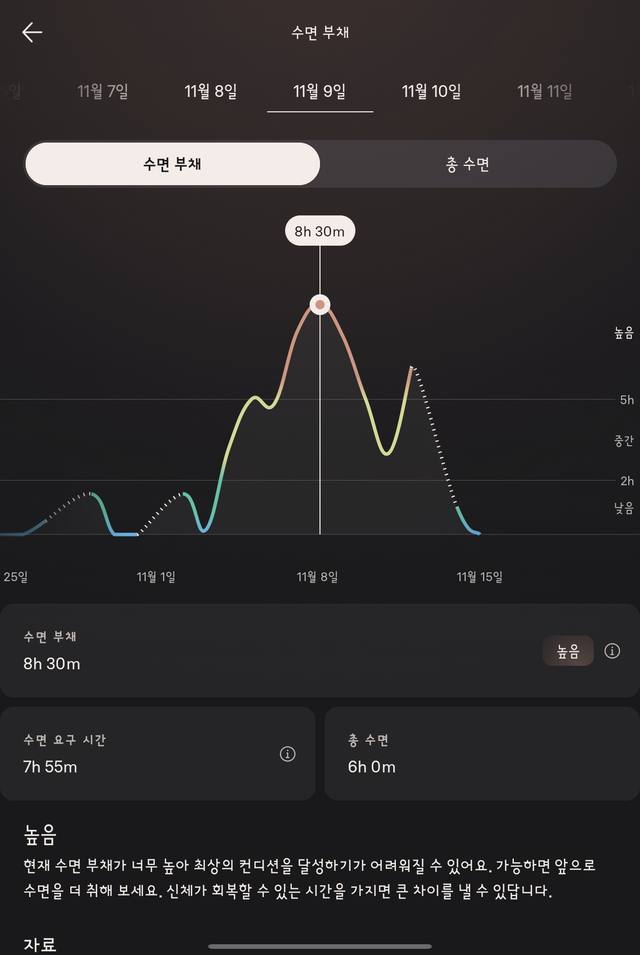 수면 부채
11월 7일
11월 8일
11월 9일
11월 10일
11월 11일
수면 부채
총 수면
8h 30m
높음
5h
중간
2h
낮음
25일
11월 1일
11월 8일
11월 15일
수면 부채
8h 30m
높음
수면 요구 시간
7h 55m
총 수면
6h 0m
높음
현재 수면 부채가 너무 높아 최상의 컨디션을 달성하기가 어려워질 수 있어요. 가능하면 앞으로
수면을 더 취해 보세요. 신체가 회복할 수 있는 시간을 가지면 큰 차이를 낼 수 있답니다.
자료